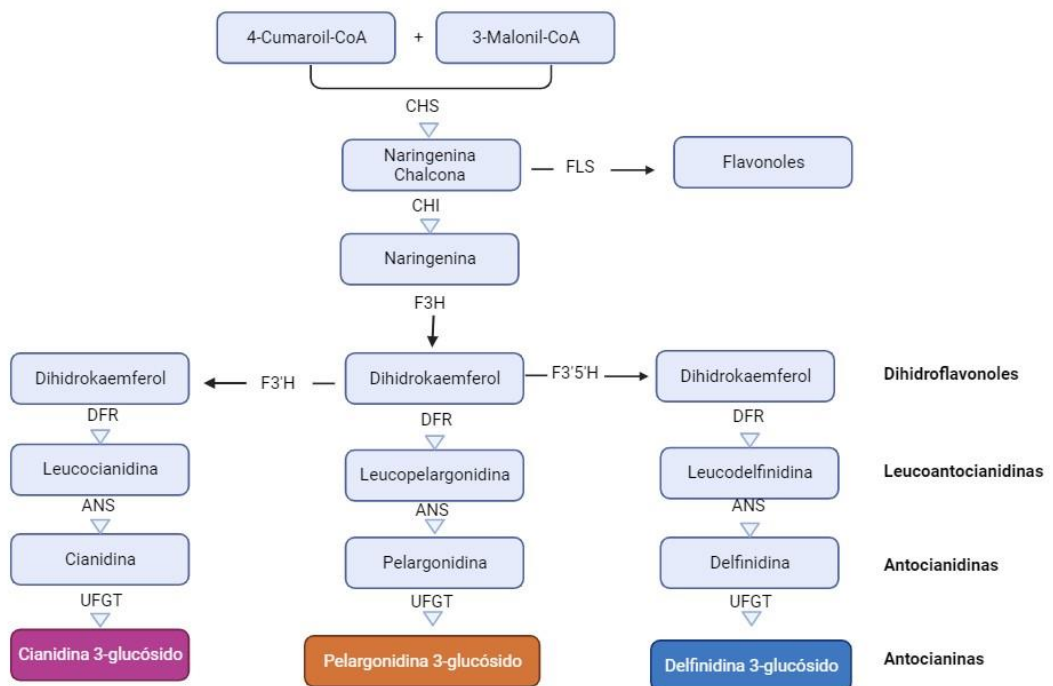 4-Cumaroil-CoA + 3-Malonil-CoA
CHS
Naringenina
Chalcona
FLS
Flavonoles
CHI
Naringenina
F3H
Dihidrokaemferol
F3'H
Dihidrokaemferol
F3'5'H
Dihidrokaemferol
Dihidroflavonoles
DFR
DFR
DFR
Leucocianidina
Leucopelargonidina
Leucodelfinidina
Leucoantocianidinas
ANS
ANS
ANS
Cianidina
Pelargonidina
Delfinidina
Antocianidinas
UFGT
UFGT
UFGT
Cianidina 3-glucósido
Pelargonidina 3-glucósido
Delfinidina 3-glucósido
Antocianinas